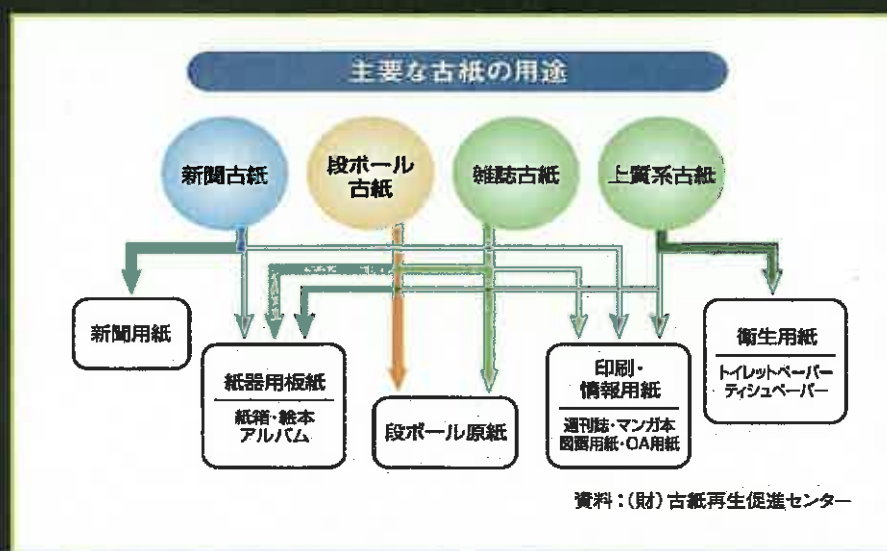 主要な古紙の用途
新聞古紙
段ボール
古紙
雑誌古紙
上質系古紙
新聞用紙
紙器用板紙
紙箱・絵本
アルバム
段ボール原紙
印刷・
情報用紙
週刊誌・マンガ本
図画用紙・OA用紙
衛生用紙
トイレットペーパー
ティシュペーパー
資料：(財)古紙再生促進センター